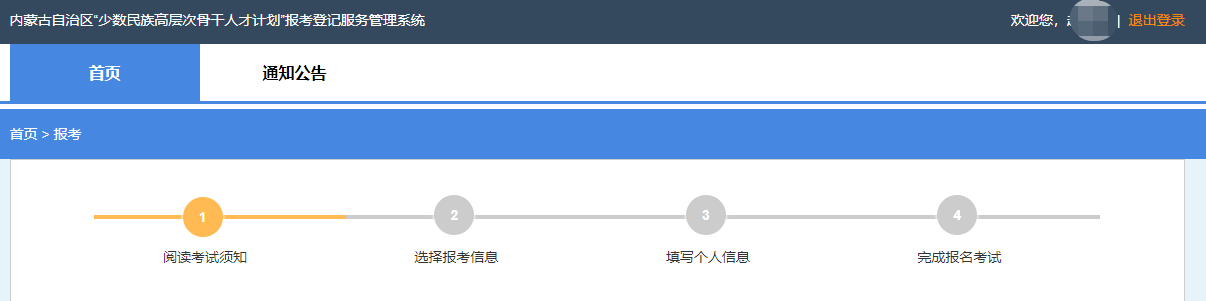 内蒙古自治区“少数民族高层次骨干人才计划”报考登记服务管理系统
欢迎您， | 退出登录
首页
通知公告
首页 > 报考
1
2
3
4
阅读考试须知
选择报考信息
填写个人信息
完成报名考试